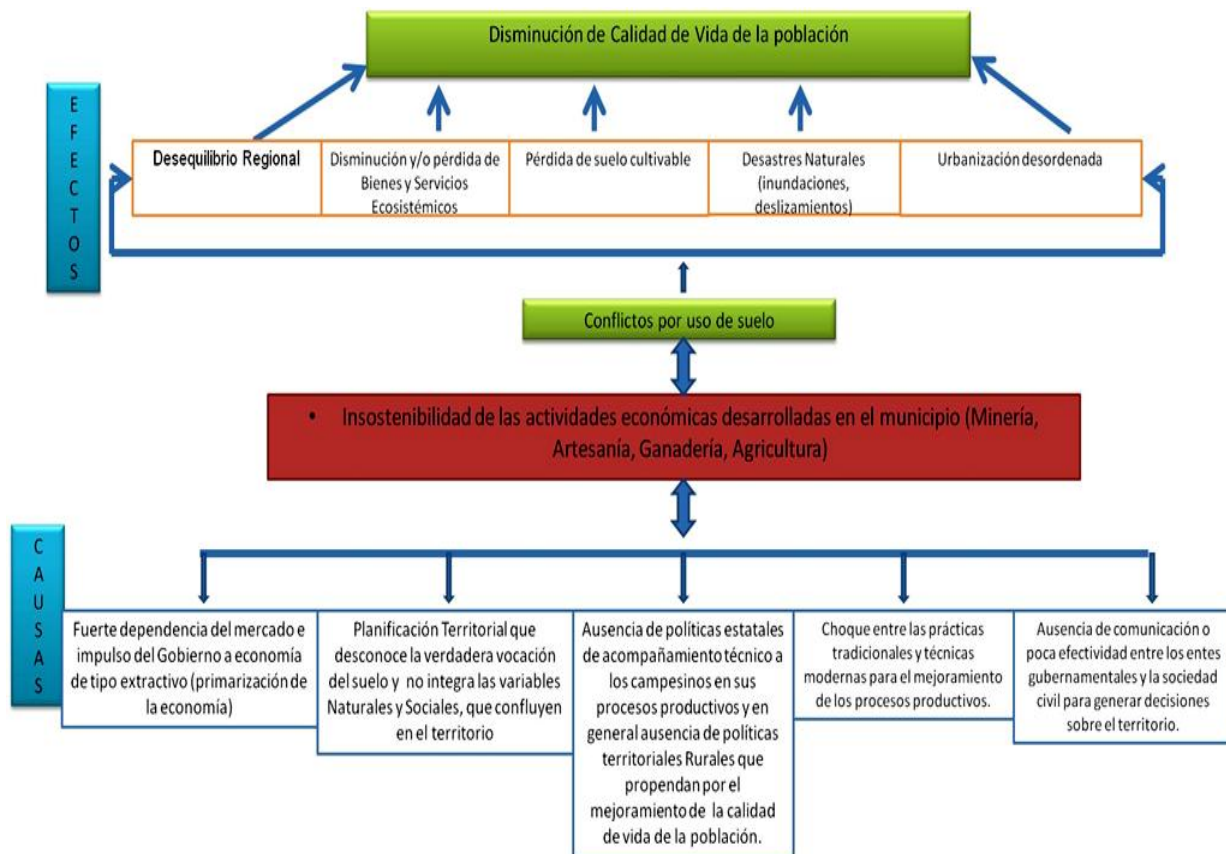 Disminución de Calidad de Vida de la población
EFECTOS
Desequilibrio Regional
Disminución y/o pérdida de
Bienes y Servicios
Ecosistémicos
Pérdida de suelo cultivable
Desastres Naturales
(inundaciones,
deslizamientos)
Urbanización desordenada
Conflictos por uso de suelo
• Insostenibilidad de las actividades económicas desarrolladas en el municipio (Minería,
Artesanía, Ganadería, Agricultura)
CAUSAS
Fuerte dependencia del mercado e
impulso del Gobierno a economía
de tipo extractivo (primarización de
la economía)
Planificación Territorial que
desconoce la verdadera vocación
del suelo y no integra las variables
Naturales y Sociales, que confluyen
en el territorio
Ausencia de políticas estatales
de acompañamiento técnico a
los campesinos en sus
procesos productivos y en
general ausencia de políticas
territoriales Rurales que
propendan por el
mejoramiento de la calidad
de vida de la población.
Choque entre las prácticas
tradicionales y técnicas
modernas para el mejoramiento
de los procesos productivos.
Ausencia de comunicación o
poca efectividad entre los entes
gubernamentales y la sociedad
civil para generar decisiones
sobre el territorio.